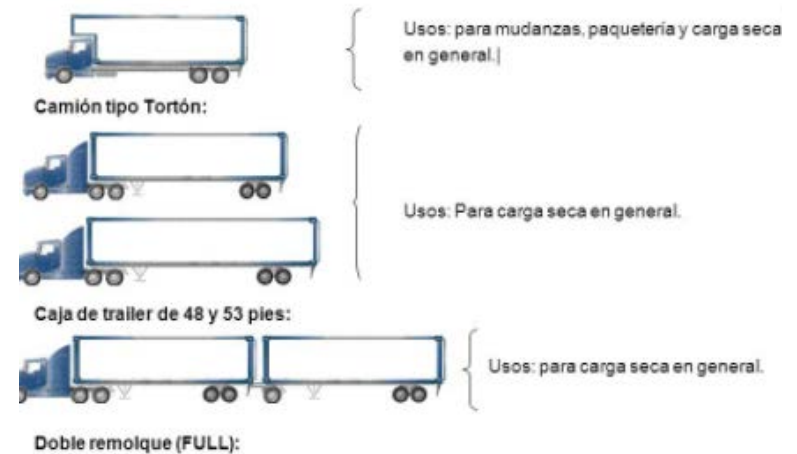 Usos: para mudanzas, paquetería y carga seca
en general.
Camión tipo Tortón:
Usos: Para carga seca en general.
Caja de trailer de 48 y 53 pies:
Usos: para carga seca en general.
Doble remolque (FULL):